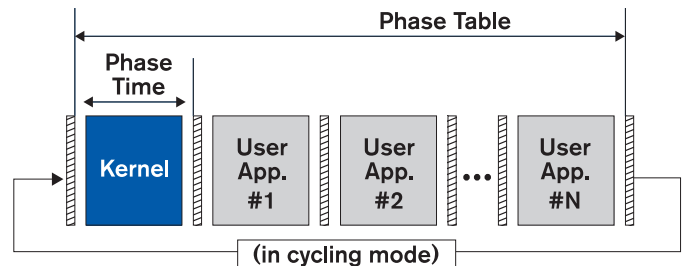 Phase Table
Phase
Time
Kernel
User
App.
#1
User
App.
#2
•••
User
App.
#N
(in cycling mode)